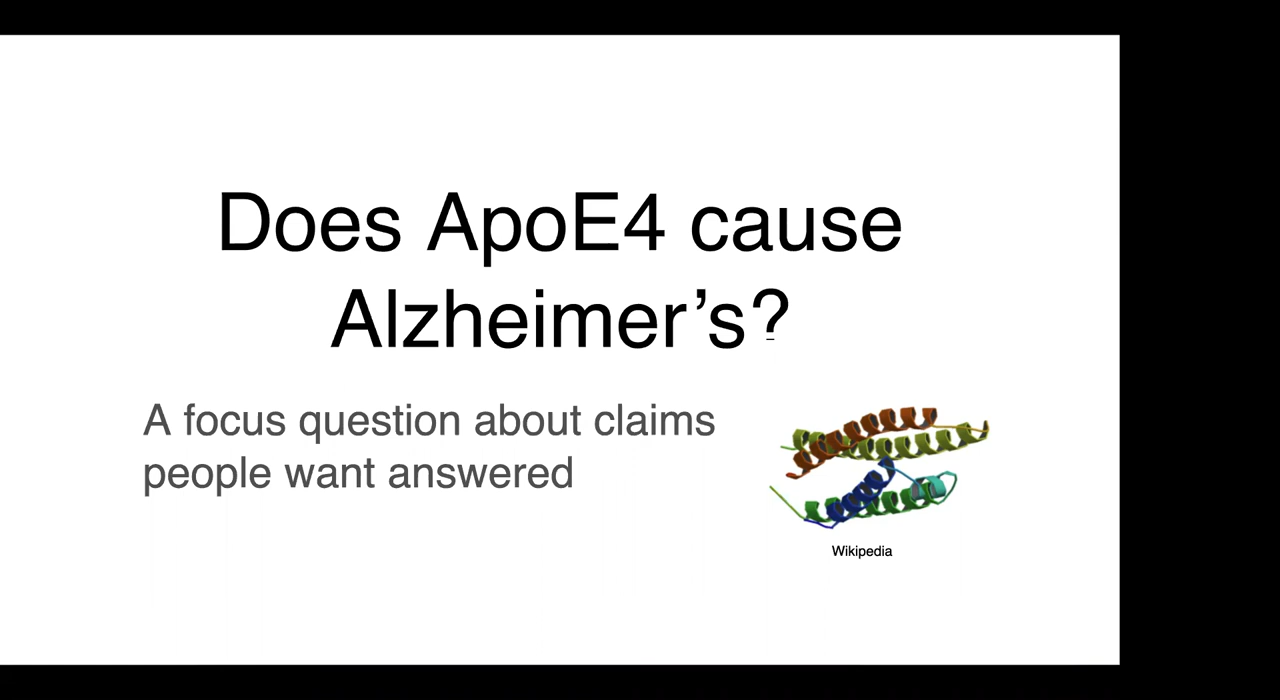 Does ApoE4 cause
Alzheimer’s?
A focus question about claims
people want answered
Wikipedia